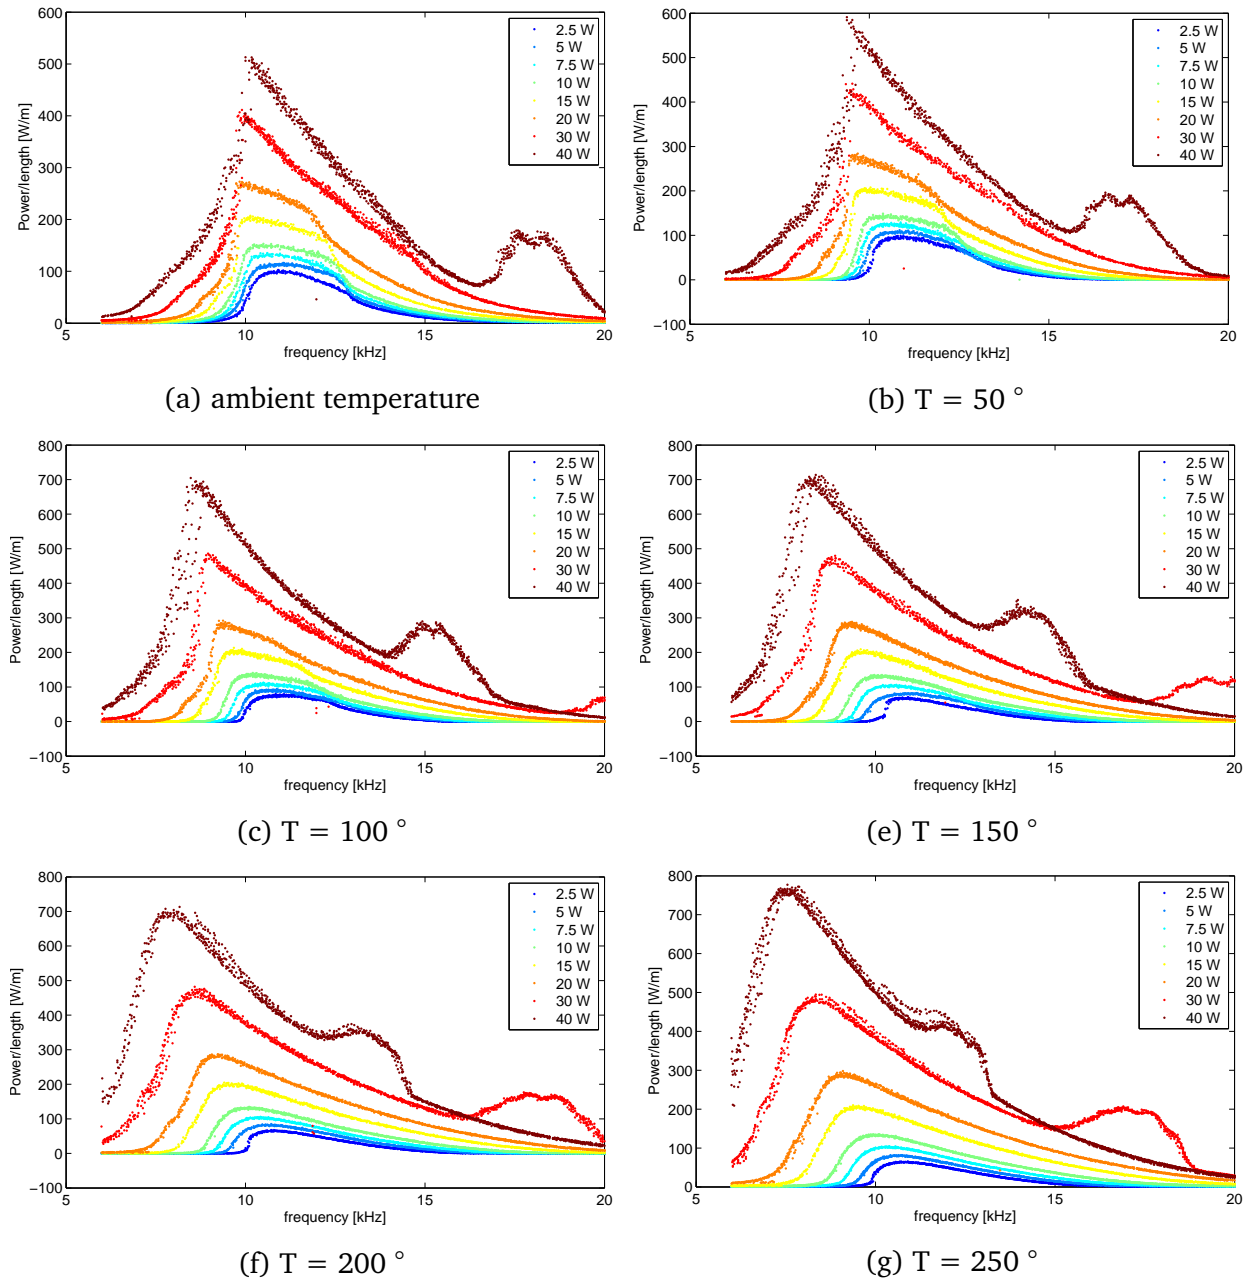 600
500
400
300
200
100
0
Power/length [W/m]
5
10
15
20
frequency [kHz]
2.5 W
5 W
7.5 W
10 W
15 W
20 W
30 W
40 W
(a) ambient temperature
600
500
400
300
200
100
0
−100
Power/length [W/m]
5
10
15
20
frequency [kHz]
2.5 W
5 W
7.5 W
10 W
15 W
20 W
30 W
40 W
(b) T = 50 °
800
700
600
500
400
300
200
100
0
−100
Power/length [W/m]
5
10
15
20
frequency [kHz]
2.5 W
5 W
7.5 W
10 W
15 W
20 W
30 W
40 W
(c) T = 100 °
800
700
600
500
400
300
200
100
0
−100
Power/length [W/m]
5
10
15
20
frequency [kHz]
2.5 W
5 W
7.5 W
10 W
15 W
20 W
30 W
40 W
(e) T = 150 °
800
700
600
500
400
300
200
100
0
−100
Power/length [W/m]
5
10
15
20
frequency [kHz]
2.5 W
5 W
7.5 W
10 W
15 W
20 W
30 W
40 W
(f) T = 200 °
800
700
600
500
400
300
200
100
0
Power/length [W/m]
5
10
15
20
frequency [kHz]
2.5 W
5 W
7.5 W
10 W
15 W
20 W
30 W
40 W
(g) T = 250 °